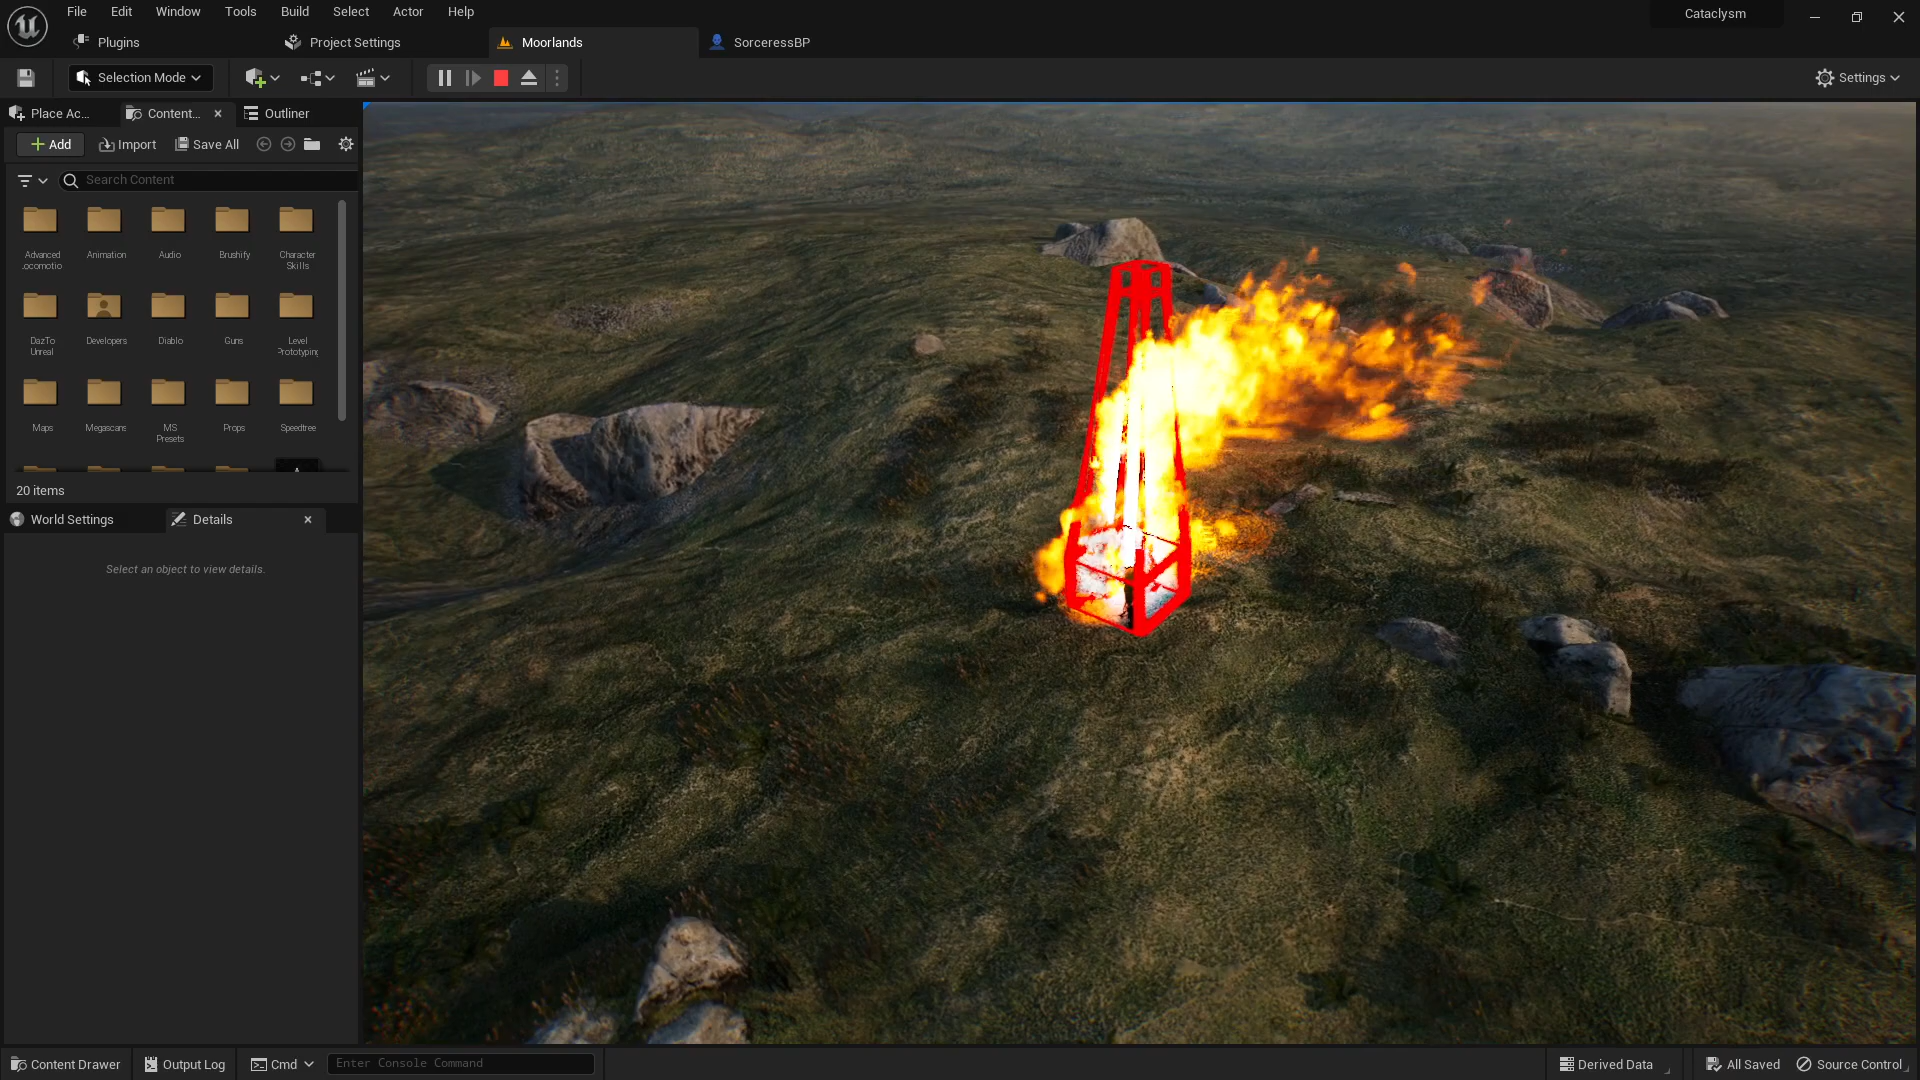 File Edit Window Tools Build Select Actor Help
Cataclysm
Plugins
Project Settings
Moorlands
SorceressBP
Selection Mode
Settings
Place Ac...
Content...
Outliner
Add
Import
Save All
Search Content
Advanced
Animation
Audio
Brushify
Character
Skills
DazTo
Unreal
Developers
Diablo
Guns
Level
Maps
Megascans
MS
Presets
Props
Speedtree
20 items
World Settings
Details
Select an object to view details.
Content Drawer
Output Log
Cmd
Enter Console Command
Derived Data
All Saved
Source Control